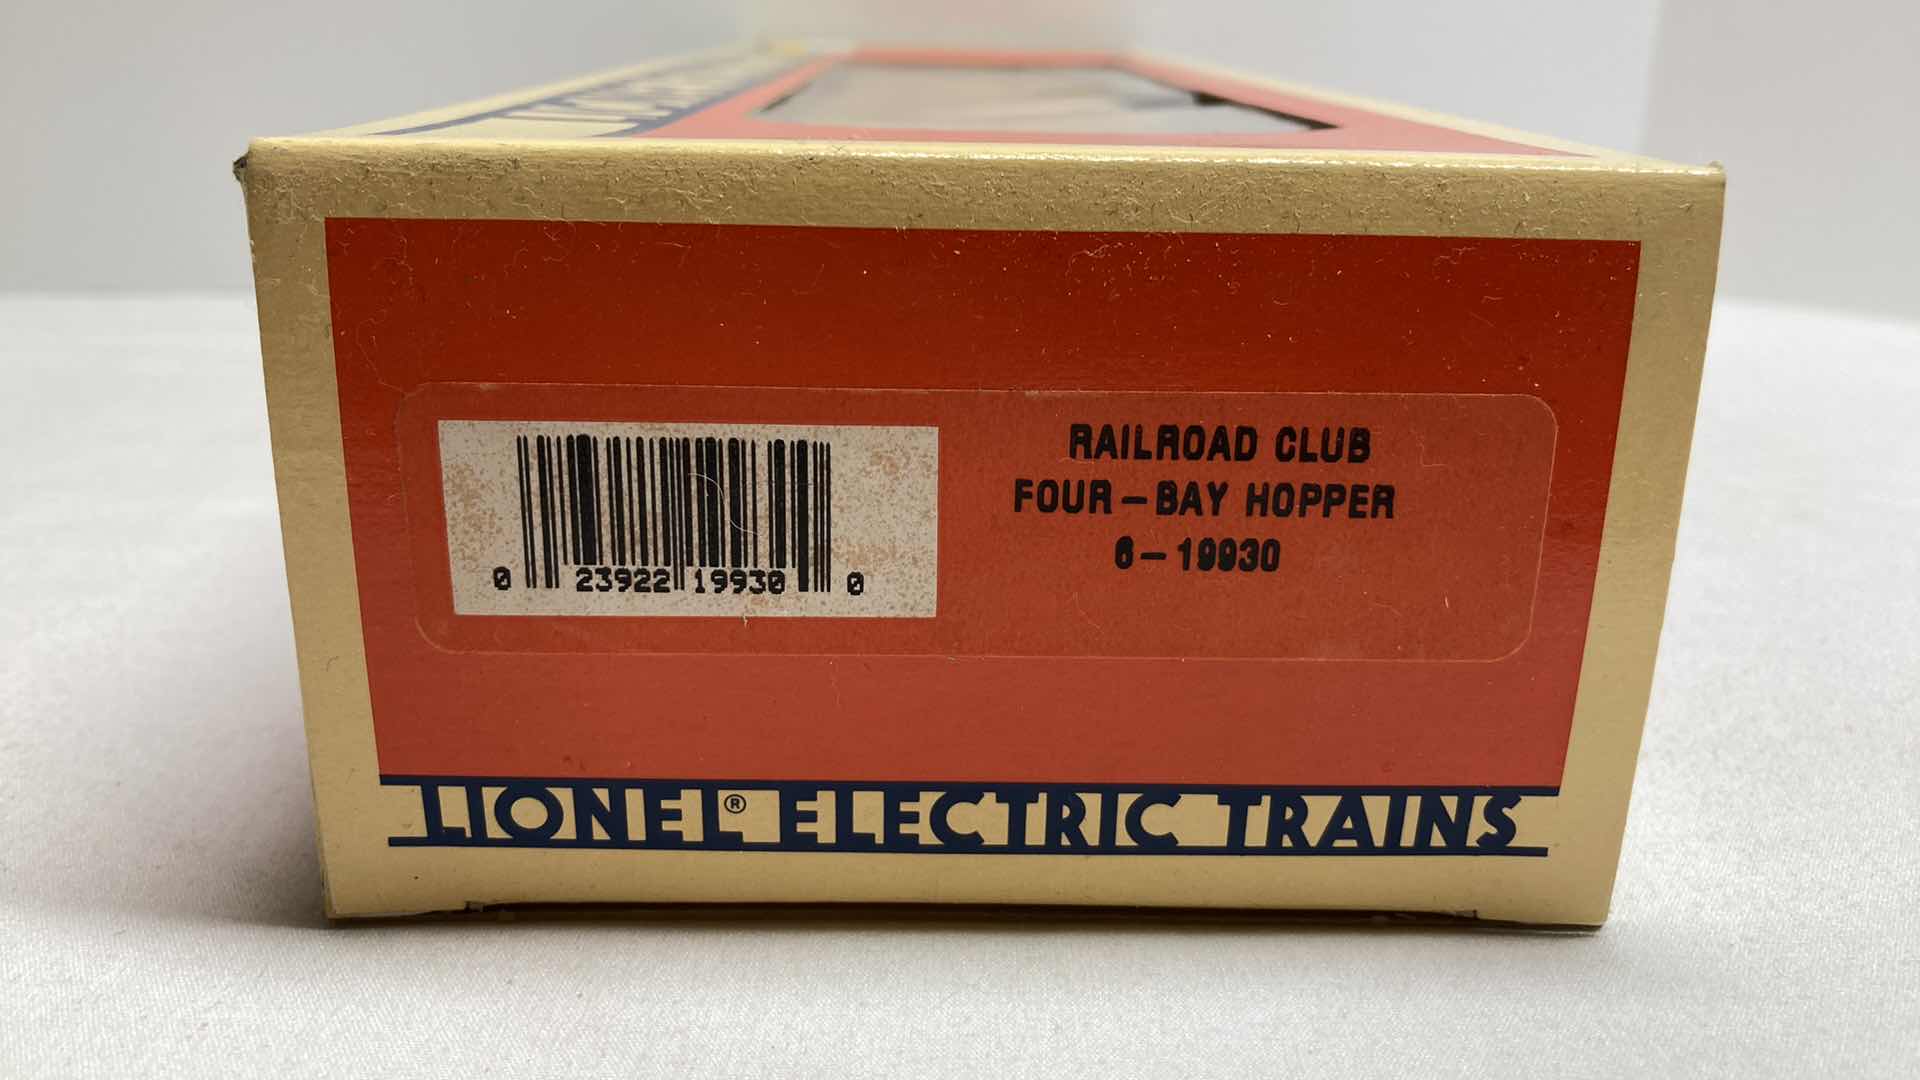 RAILROAD CLUB
FOUR-BAY HOPPER
6-19930
0 23922 19930 0
LIONEL® ELECTRIC TRAINS